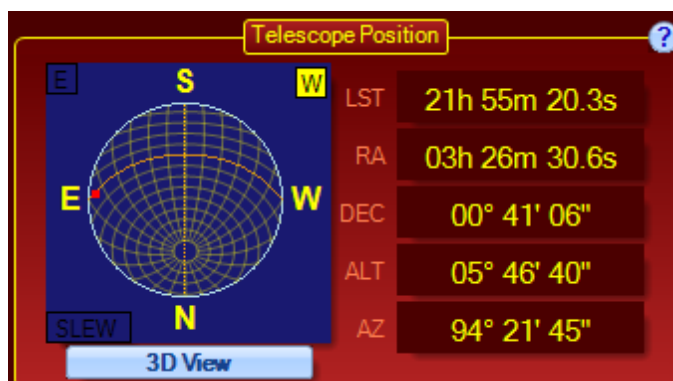 Telescope Position
?
E
S
W
E
W
N
SLEW
3D View
LST 21h 55m 20.3s
RA 03h 26m 30.6s
DEC 00° 41' 06"
ALT 05° 46' 40"
AZ 94° 21' 45"